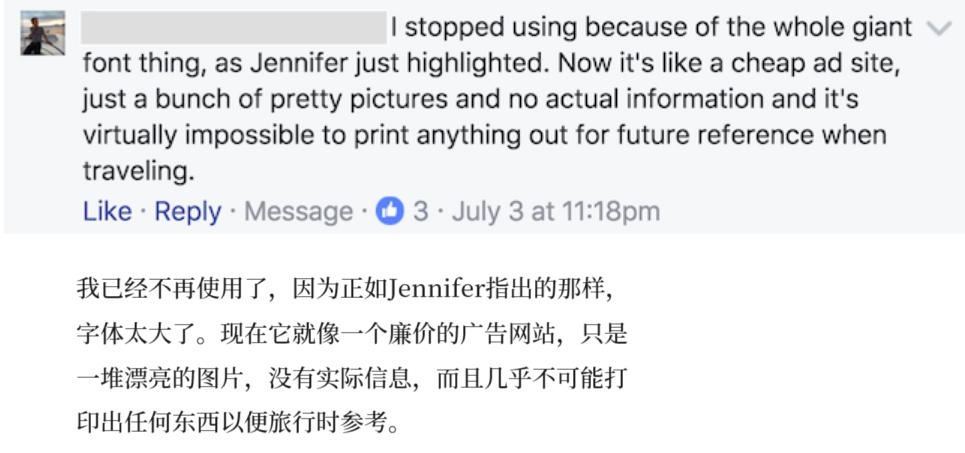 I stopped using because of the whole giant
font thing, as Jennifer just highlighted. Now it's like a cheap ad site,
just a bunch of pretty pictures and no actual information and it's
virtually impossible to print anything out for future reference when
traveling.
Like · Reply · Message · 3 · July 3 at 11:18pm
我已经不再使用了，因为正如Jennifer指出的那样，
字体太大了。现在它就像一个廉价的广告网站，只是
一堆漂亮的图片，没有实际信息，而且几乎不可能打
印出任何东西以便旅行时参考。